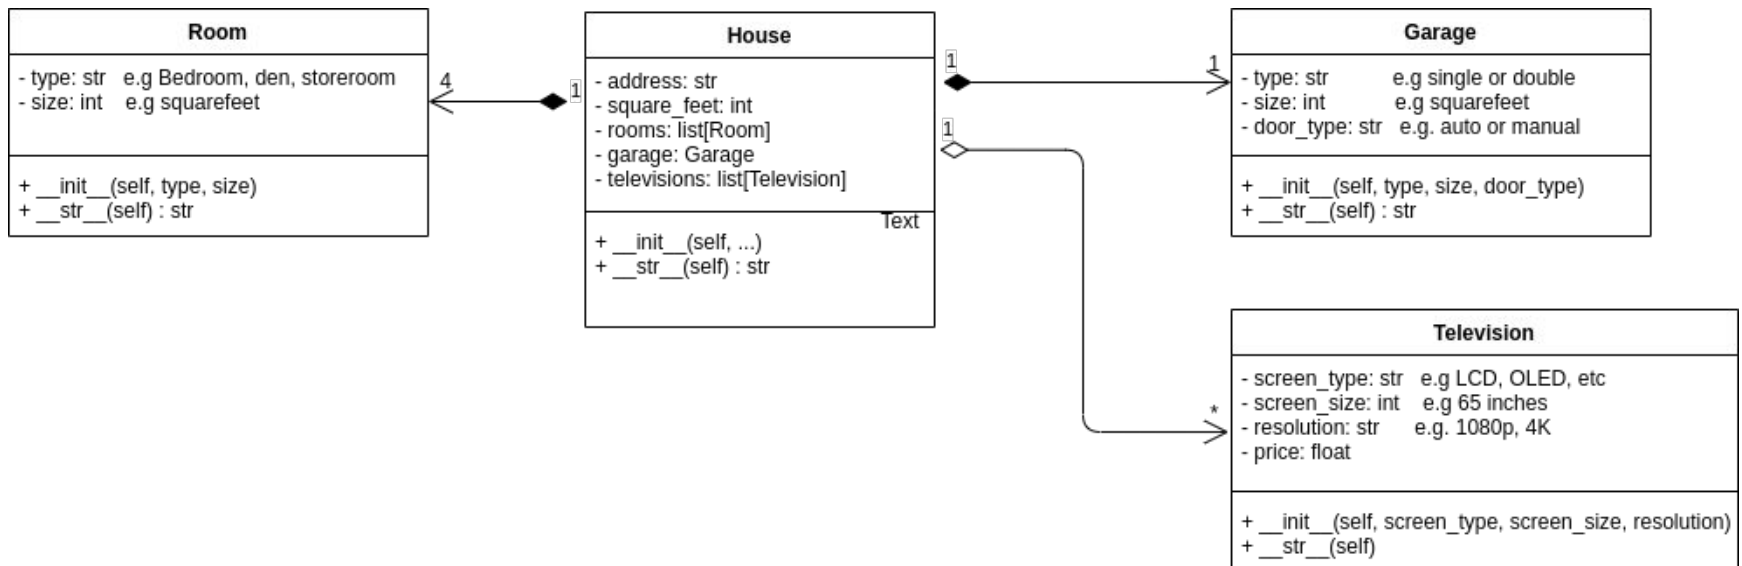 Room
- type: str e.g Bedroom, den, storeroom
- size: int e.g squarefeet
+ __init__(self, type, size)
+ __str__(self) : str
4
1
House
- address: str
- square_feet: int
- rooms: list[Room]
- garage: Garage
- televisions: list[Television]
Text
+ __init__(self, ...)
+ __str__(self) : str
1
1
1
*
Garage
- type: str e.g single or double
- size: int e.g squarefeet
- door_type: str e.g. auto or manual
+ __init__(self, type, size, door_type)
+ __str__(self) : str
Television
- screen_type: str e.g LCD, OLED, etc
- screen_size: int e.g 65 inches
- resolution: str e.g. 1080p, 4K
- price: float
+ __init__(self, screen_type, screen_size, resolution)
+ __str__(self)